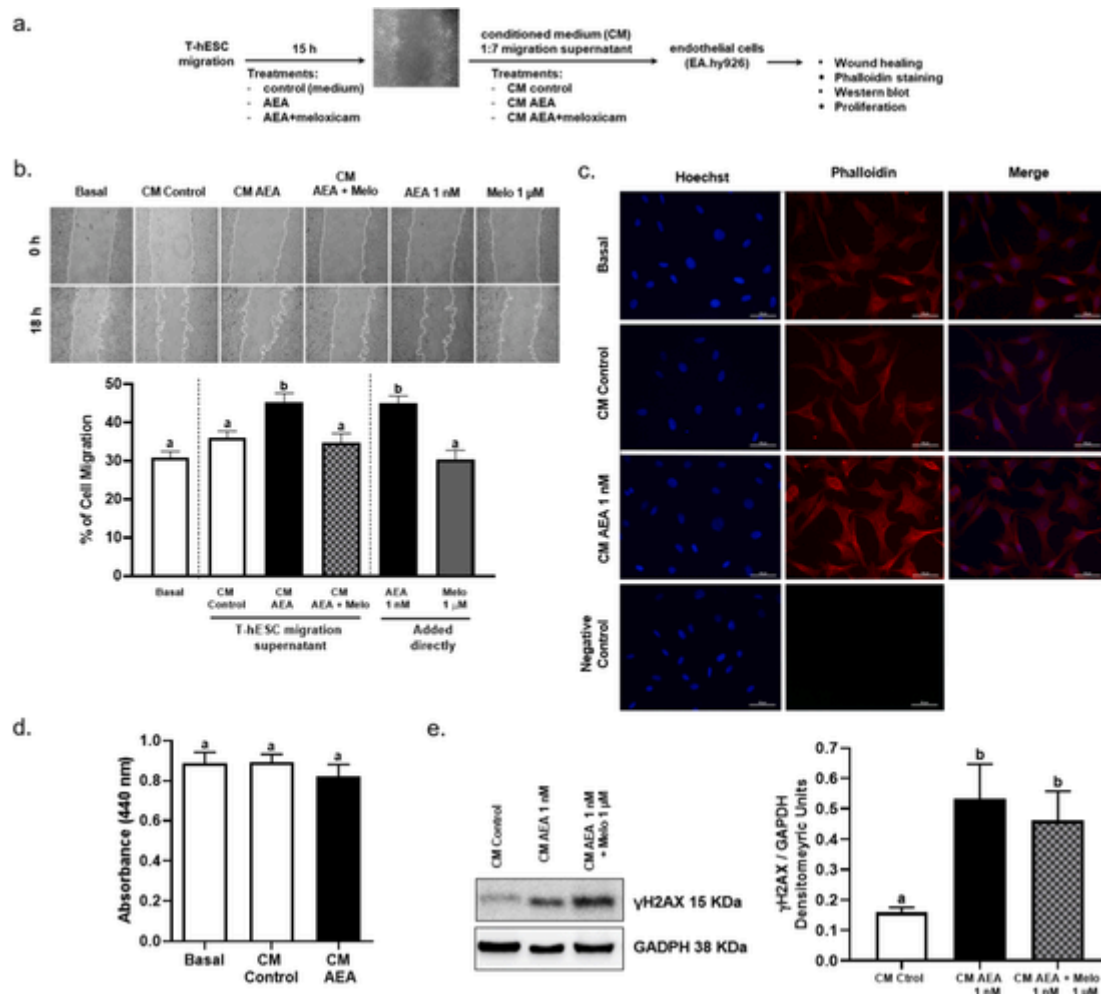 a.
T-hESC
migration
15 h
Treatments:
- control (medium)
- AEA
- AEA+meloxicam
conditioned medium (CM)
1:7 migration supernatant
Treatments:
- CM control
- CM AEA
- CM AEA+meloxicam
endothelial cells
(EA.hy926)
• Wound healing
• Phalloidin staining
• Western blot
• Proliferation
b.
Basal
CM Control
CM AEA
CM
AEA + Melo
AEA 1 nM
Melo 1 µM
0 h
18 h
% of Cell Migration
50
40
30
20
10
0
a
a
b
a
b
a
Basal
CM
Control
CM
AEA
CM
AEA + Melo
AEA
1 nM
Melo
1 µM
T-hESC migration
supernatant
Added
directly
c.
Hoechst
Phalloidin
Merge
Basal
CM Control
CM AEA 1 nM
Negative
Control
d.
Absorbance (440 nm)
1.0
0.8
0.6
0.4
0.2
0.0
a
a
a
Basal
CM
Control
CM
AEA
e.
CM Control
CM AEA 1 nM
CM AEA 1 nM
+ Melo 1 µM
γH2AX 15 KDa
GADPH 38 KDa
γH2AX / GAPDH
Densitomeyric Units
0.7
0.6
0.5
0.4
0.3
0.2
0.1
0.0
a
b
b
CM Ctrol
CM AEA
1 nM
CM AEA + Melo
1 nM 1 µM